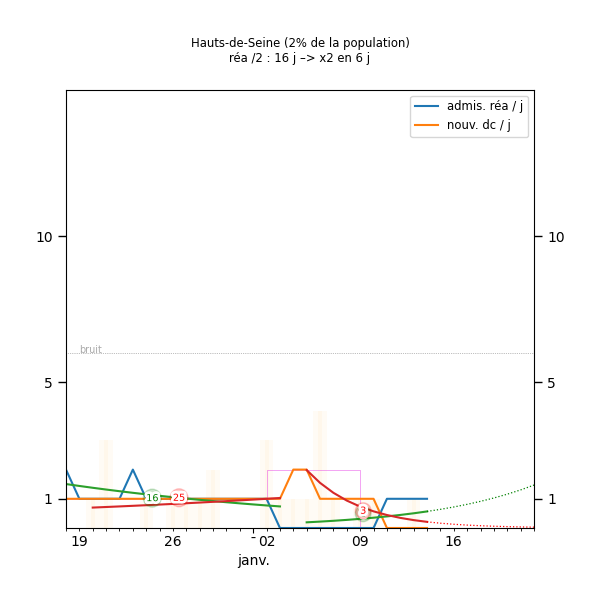 Hauts-de-Seine (2% de la population)
réa /2 : 16 j –> x2 en 6 j
admis. réa / j
nouv. dc / j
10 10
bruit
5 5
16 25
1 3 1
19 26 02 09 16
janv.